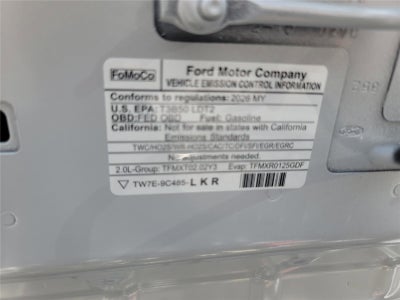 FoMoCo
Ford Motor Company
VEHICLE EMISSION CONTROL INFORMATION
Conforms to regulations: 2026 MY
U.S. EPA: T3B50 LDT2
OBD:FED OBD Fuel: Gasoline
California: Not for sale in states with California
Emissions Standards
TWC/HO2S/WR-HO2S/CAC/TC/DFI/SFI/EGR/EGRC
No adjustments needed.
2.0L-Group: TFMXT02.02Y3 Evap: TFMXR0125GDF
TW7E-9C485-LKR